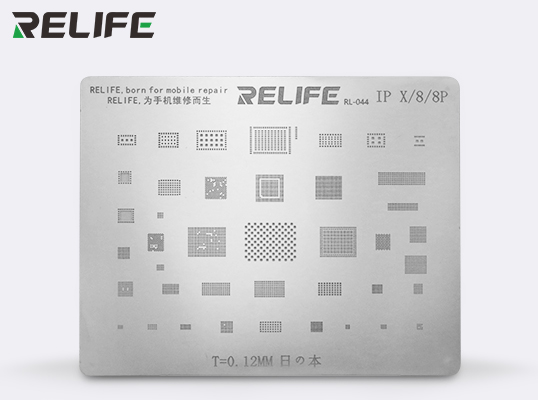 RELIFE
RELIFE, born for mobile repair
RELIFE,为手机维修而生
RELIFE RL-044 IP X/8/8P
T=0.12MM 日の本